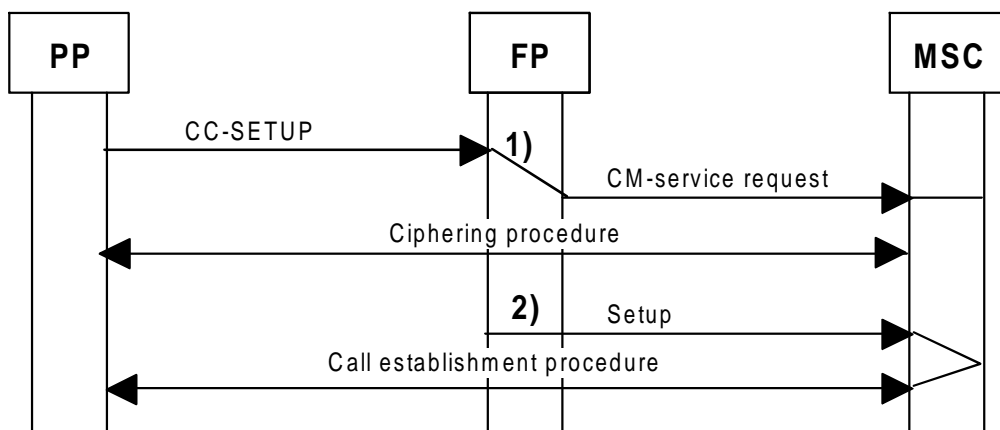 PP
FP
MSC
CC-SETUP
1)
CM-service request
Ciphering procedure
2)
Setup
Call establishment procedure